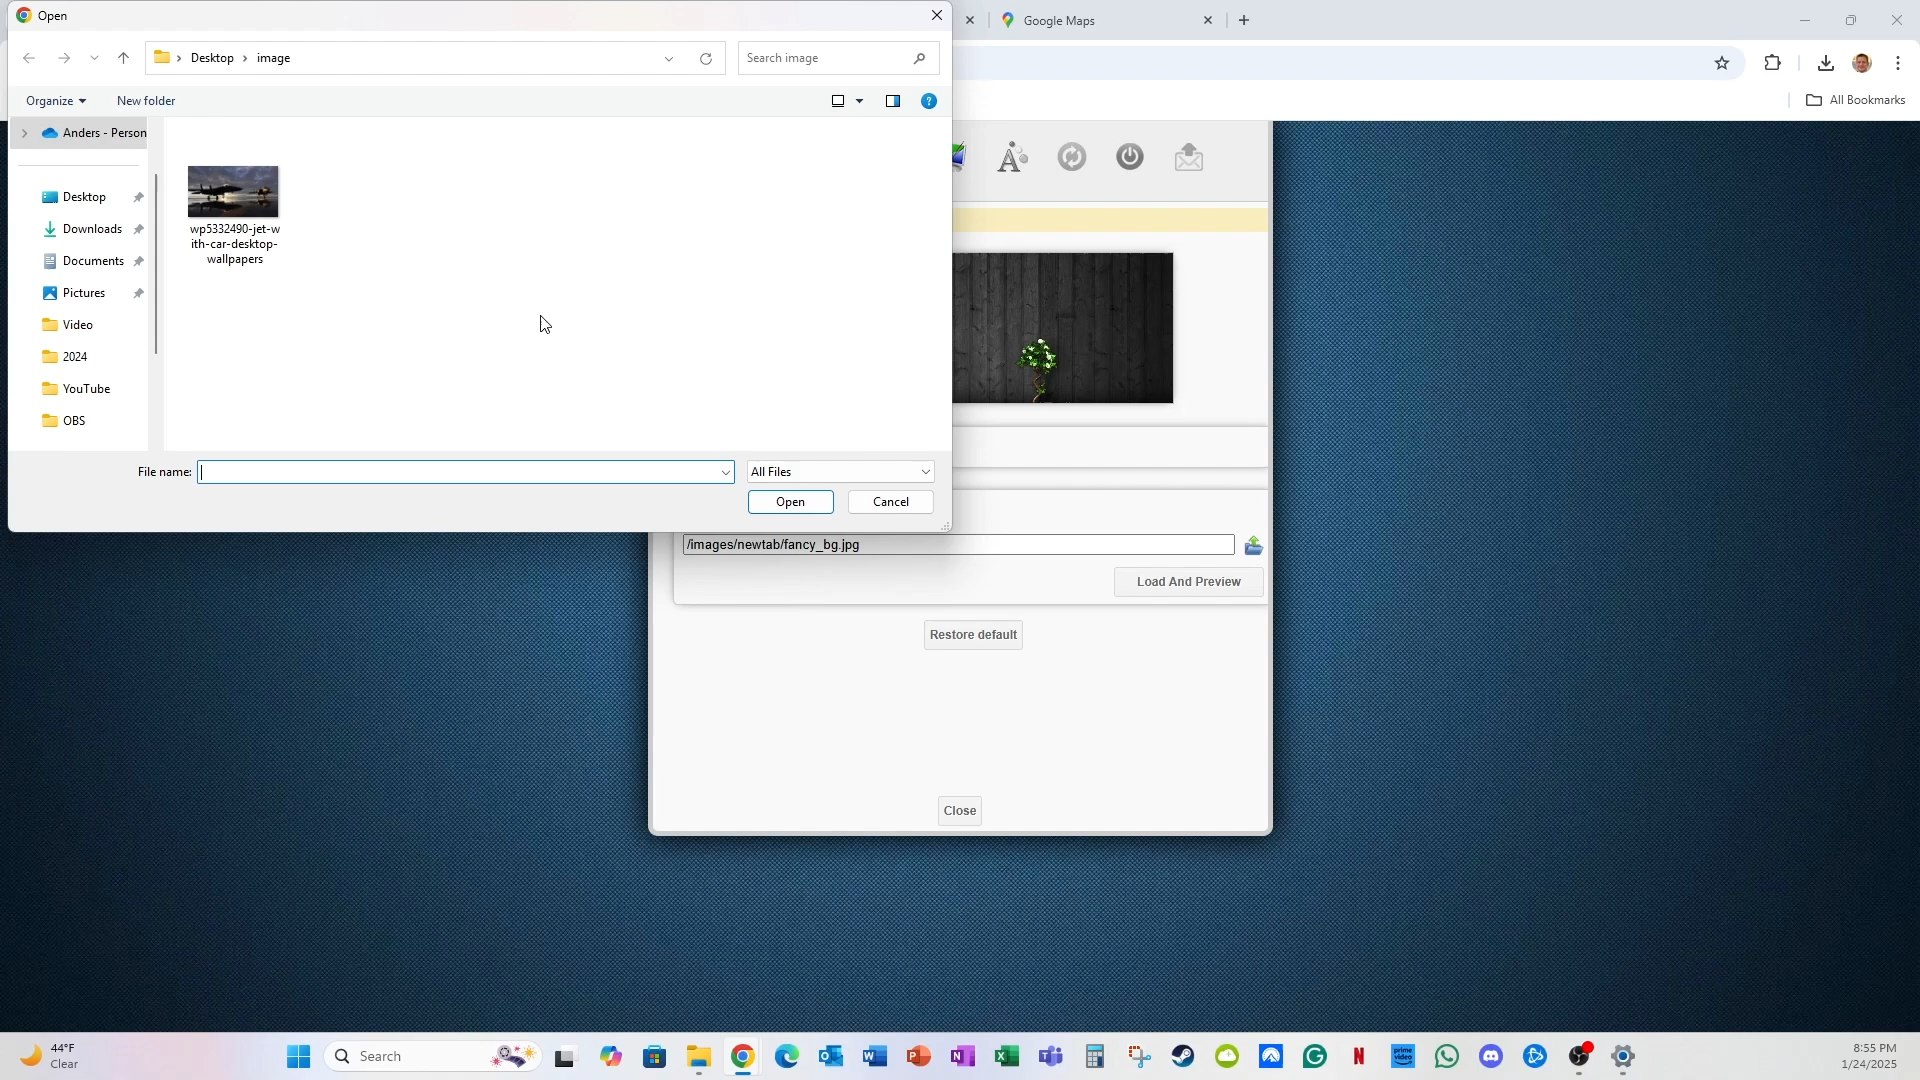 Open
Google Maps
Desktop
image
Search image
Organize
New folder
All Bookmarks
Anders - Person
Desktop
Downloads
Documents
Pictures
Video
2024
YouTube
OBS
wp5332490-jet-w
ith-car-desktop-
wallpapers
File name:
All Files
Open
Cancel
/images/newtab/fancy_bg.jpg
Load And Preview
Restore default
Close
44°F
Clear
Search
8:55 PM
1/24/2025